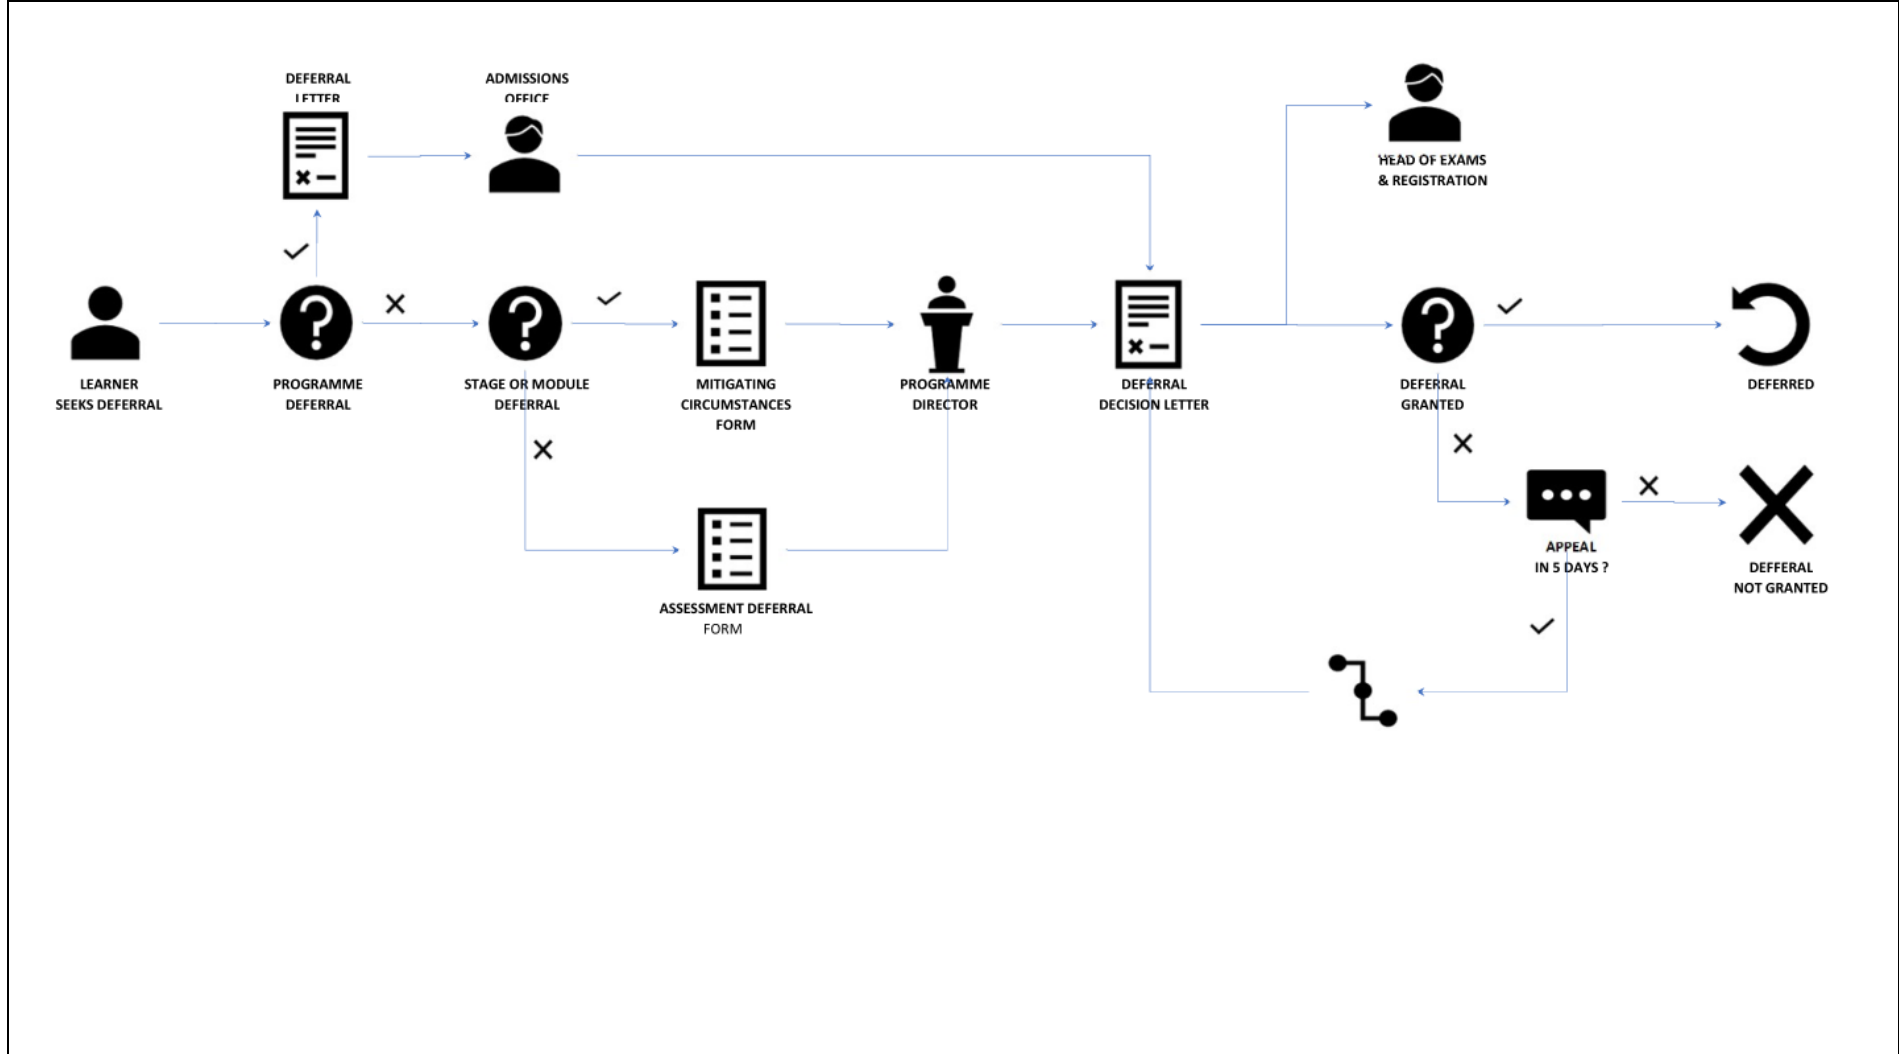 DEFERRAL
LETTER
ADMISSIONS
OFFICE
HEAD OF EXAMS
& REGISTRATION
LEARNER
SEEKS DEFERRAL
PROGRAMME
DEFERRAL
STAGE OR MODULE
DEFERRAL
MITIGATING
CIRCUMSTANCES
FORM
PROGRAMME
DIRECTOR
DEFERRAL
DECISION LETTER
DEFERRAL
GRANTED
DEFERRED
APPEAL
IN 5 DAYS ?
DEFFERAL
NOT GRANTED
ASSESSMENT DEFERRAL
FORM